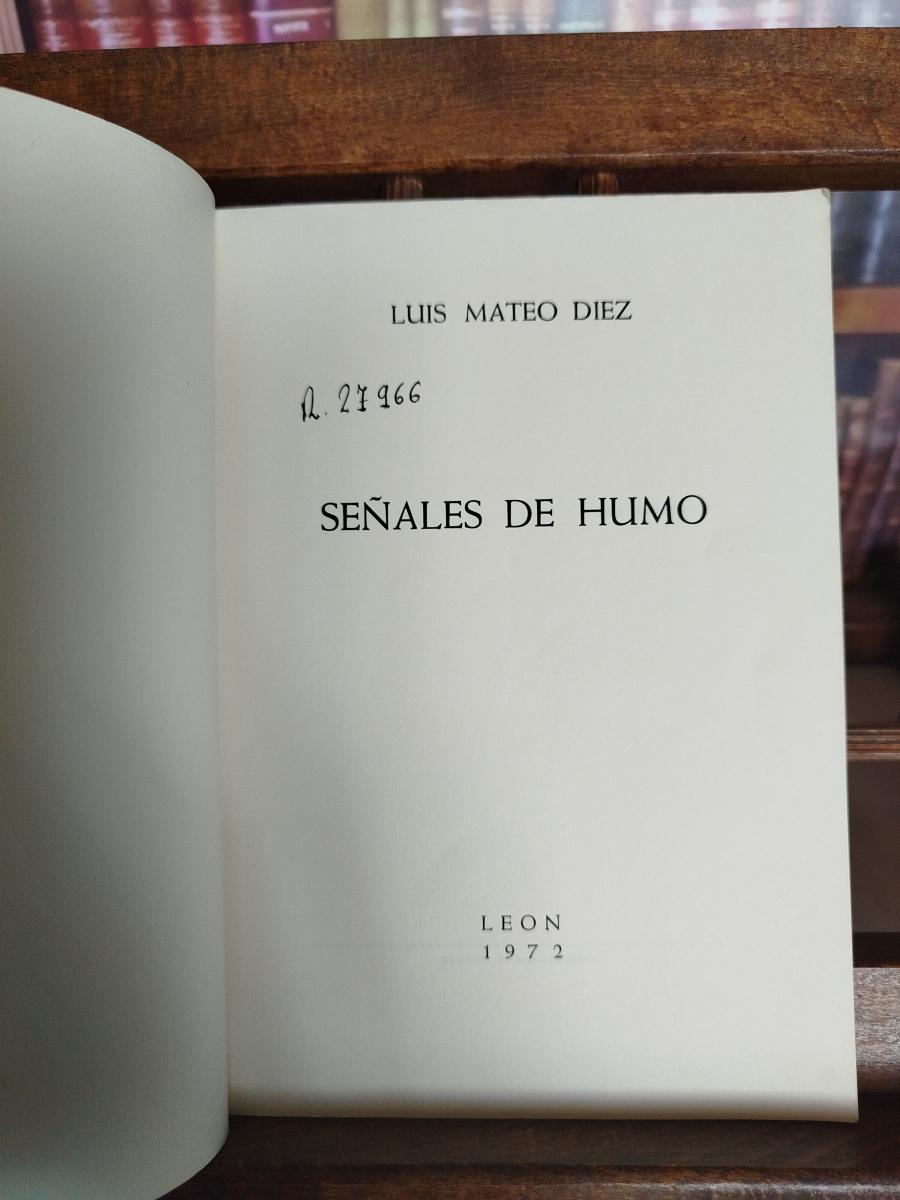 LUIS MATEO DIEZ
R. 27966
SEÑALES DE HUMO
LEON
1972